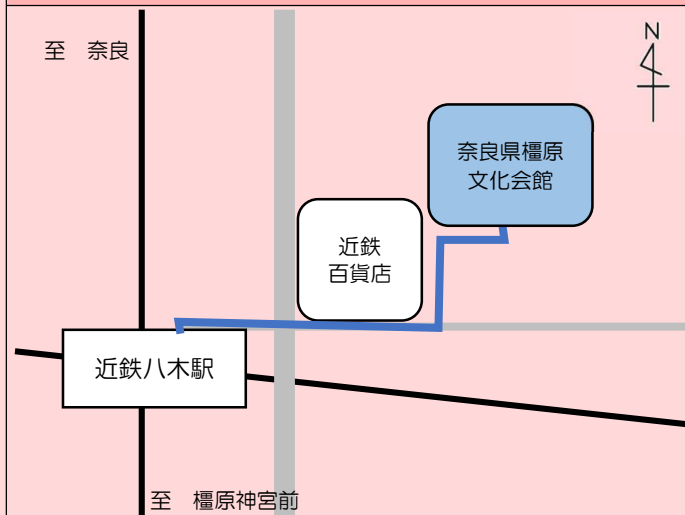 至　奈良
N
奈良県橿原
文化会館
近鉄
百貨店
近鉄八木駅
至　橿原神宮前